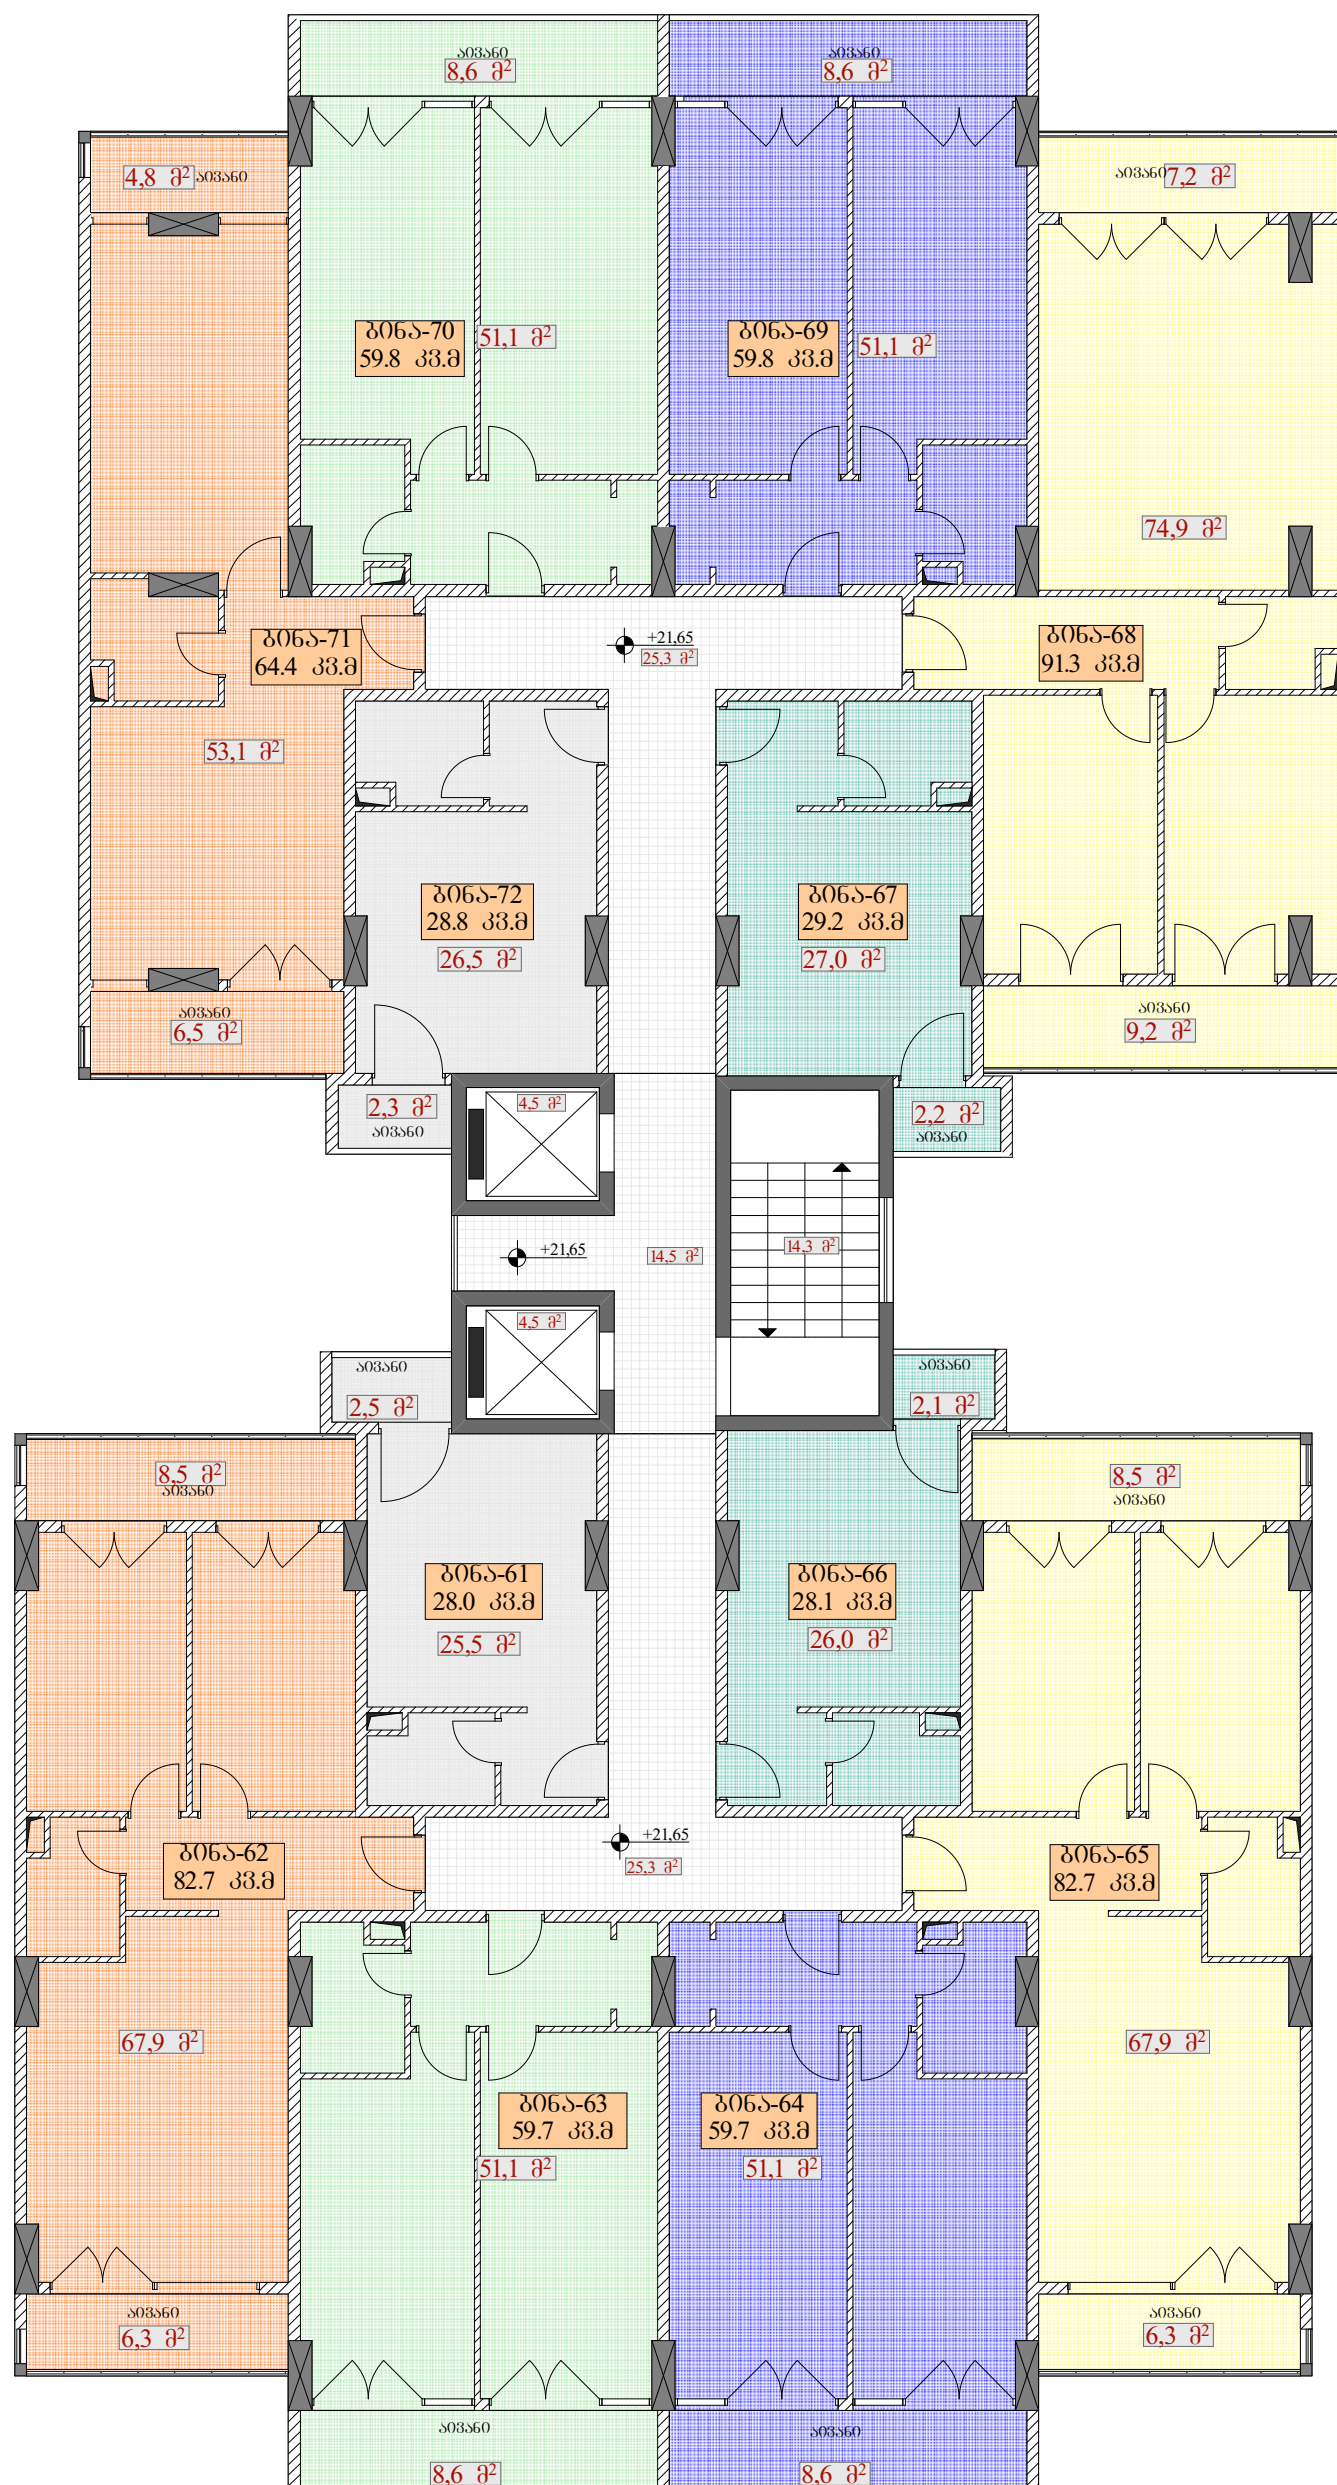 აივანი
8,6 მ²
აივანი
8,6 მ²
4,8 მ² აივანი
აივანი 7,2 მ²
ბინა-70
59.8 კვ.მ
51,1 მ²
ბინა-69
59.8 კვ.მ
51,1 მ²
74,9 მ²
ბინა-71
64.4 კვ.მ
+21,65
25,3 მ²
ბინა-68
91.3 კვ.მ
53,1 მ²
ბინა-72
28.8 კვ.მ
26,5 მ²
ბინა-67
29.2 კვ.მ
27,0 მ²
აივანი
6,5 მ²
აივანი
9,2 მ²
2,3 მ²
აივანი
4,5 მ²
2,2 მ²
აივანი
+21,65
14,5 მ²
14,3 მ²
4,5 მ²
აივანი
2,5 მ²
აივანი
2,1 მ²
8,5 მ²
აივანი
8,5 მ²
აივანი
ბინა-61
28.0 კვ.მ
25,5 მ²
ბინა-66
28.1 კვ.მ
26,0 მ²
ბინა-62
82.7 კვ.მ
+21,65
25,3 მ²
ბინა-65
82.7 კვ.მ
67,9 მ²
67,9 მ²
ბინა-63
59.7 კვ.მ
51,1 მ²
ბინა-64
59.7 კვ.მ
51,1 მ²
აივანი
6,3 მ²
აივანი
6,3 მ²
აივანი
8,6 მ²
აივანი
8,6 მ²